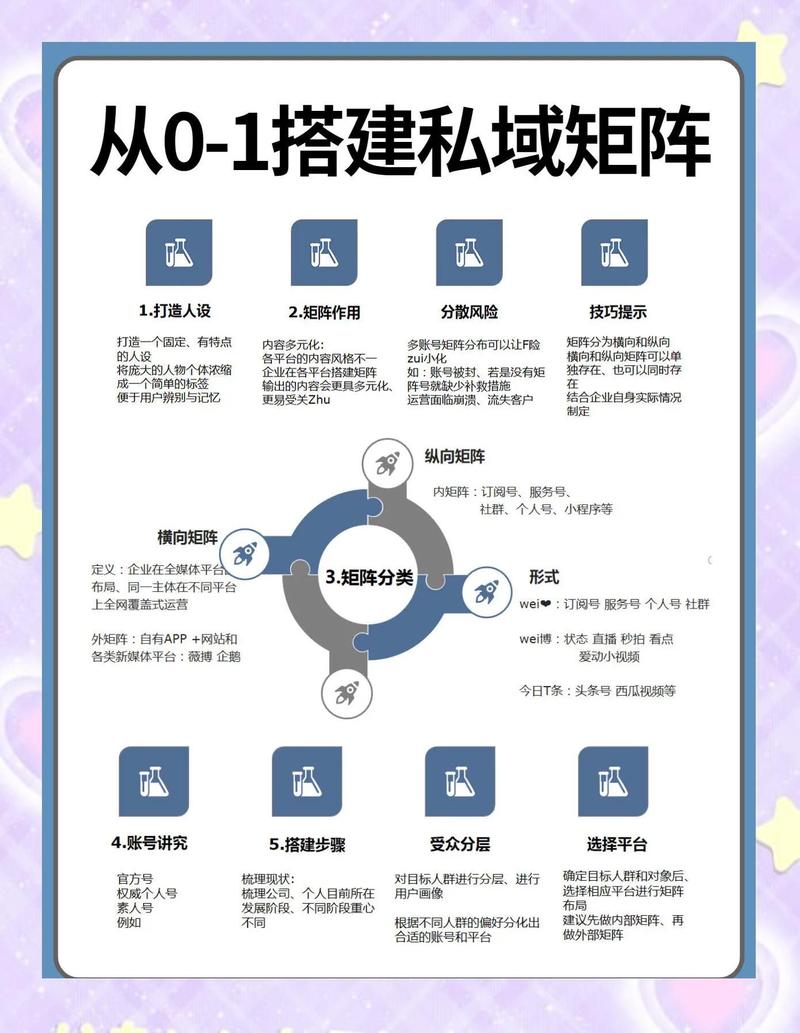 从0-1搭建私域矩阵
1.打造人设
打造一个固定、有特点
的人设
将庞大的人物个体浓缩
成一个简单的标签
便于用户辨别与记忆
2.矩阵作用
内容多元化：
各平台的内容风格不一
企业在各平台搭建矩阵
输出的内容会更具多元化、
更易受关Zhu
分散风险
多账号矩阵分布可以让F险
zui小化
如：账号被封、若是没有矩
阵号就缺少补救措施
运营面临崩溃、流失客户
技巧提示
矩阵分为横向和纵向
横向和纵向矩阵可以单
独存在、也可以同时存
在
结合企业自身实际情况
制定
3.矩阵分类
纵向矩阵
内矩阵：订阅号、服务号、
社群、个人号、小程序等
横向矩阵
定义：企业在全媒体平台
布局、同一主体在不同平台
上全网覆盖式运营
外矩阵：自有APP +网站和
各类新媒体平台：薇博 企鹅
形式
wei❤：订阅号 服务号 个人号 社群
wei博：状态 直播 秒拍 看点
爱动小视频
今日T条：头条号 西瓜视频等
4.账号讲究
官方号
权威个人号
素人号
例如
5.搭建步骤
梳理现状：
梳理公司、个人目前所在
发展阶段、不同阶段重心
不同
受众分层
对目标人群进行分层、进行
用户画像
根据不同人群的偏好分化出
合适的账号和平台
选择平台
确定目标人群和对象后、
选择相应平台进行矩阵
布局
建议先做内部矩阵、再
做外部矩阵